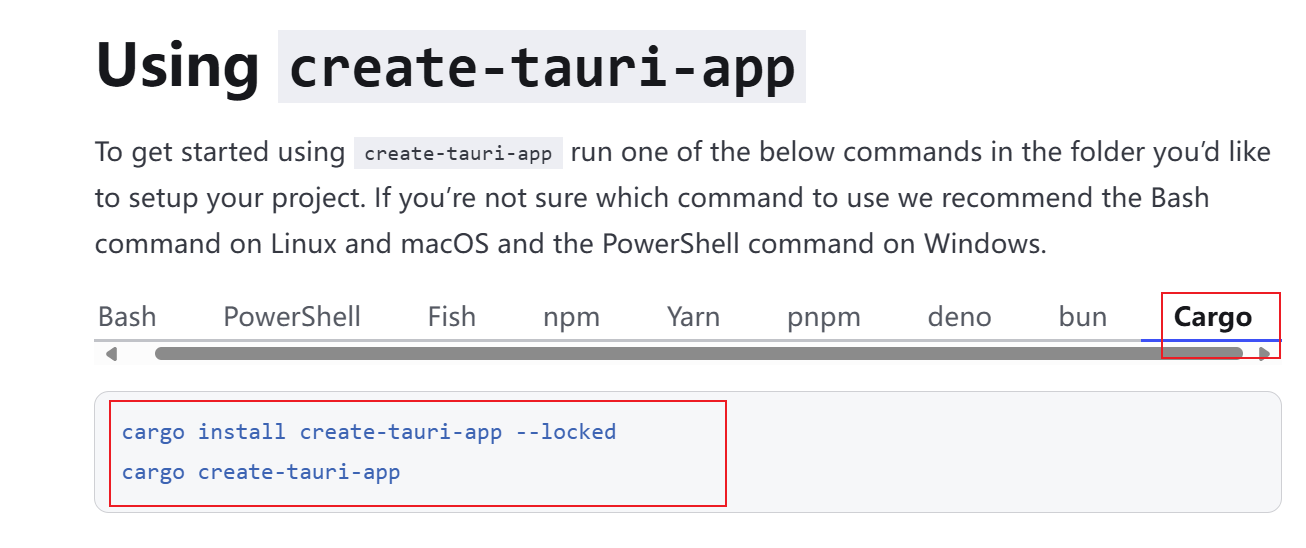 Using create-tauri-app
To get started using create-tauri-app run one of the below commands in the folder you’d like
to setup your project. If you’re not sure which command to use we recommend the Bash
command on Linux and macOS and the PowerShell command on Windows.
Bash PowerShell Fish npm Yarn pnpm deno bun Cargo
cargo install create-tauri-app --locked
cargo create-tauri-app